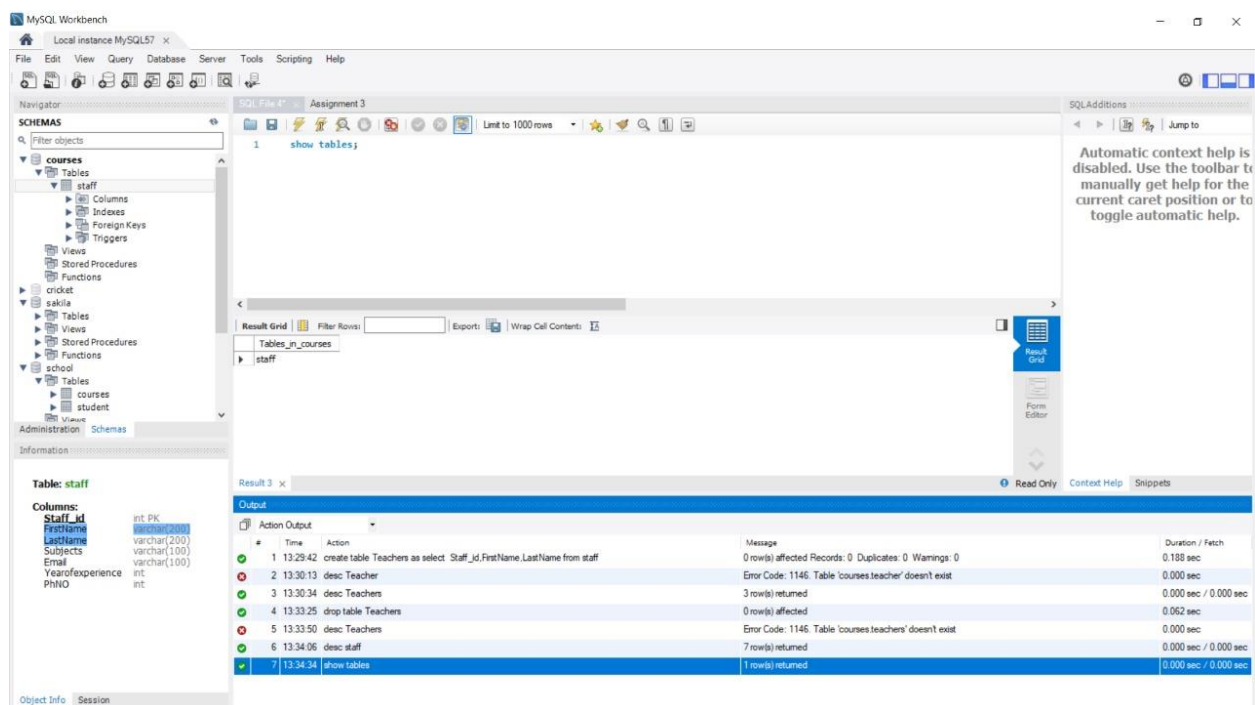 MySQL Workbench
Local instance MySQL57
File Edit View Query Database Server Tools Scripting Help
Navigator
SCHEMAS
Filter objects
courses
Tables
staff
Columns
Indexes
Foreign Keys
Triggers
Views
Stored Procedures
Functions
cricket
sakila
Tables
Views
Stored Procedures
Functions
school
Tables
courses
student
Views
Administration Schemas
Information
Table: staff
Columns:
Staff_id int PK
FirstName varchar(200)
LastName varchar(200)
Subjects varchar(100)
Email varchar(100)
Yearofexperience int
PhNO int
Object Info Session
SQL File 4* Assignment 3
Limit to 1000 rows
1 show tables;
Result Grid Filter Rows: Export: Wrap Cell Content:
Tables_in_courses
staff
Result Grid
Form Editor
Result 3 Read Only
SQLAdditions
Jump to
Automatic context help is
disabled. Use the toolbar to
manually get help for the
current caret position or to
toggle automatic help.
Context Help Snippets
Output
Action Output
# Time Action Message Duration / Fetch
1 13:29:42 create table Teachers as select Staff_id,FirstName,LastName from staff 0 row(s) affected Records: 0 Duplicates: 0 Warnings: 0 0.188 sec
2 13:30:13 desc Teacher Error Code: 1146. Table 'courses.teacher' doesn't exist 0.000 sec
3 13:30:34 desc Teachers 3 row(s) returned 0.000 sec / 0.000 sec
4 13:33:25 drop table Teachers 0 row(s) affected 0.062 sec
5 13:33:50 desc Teachers Error Code: 1146. Table 'courses.teachers' doesn't exist 0.000 sec
6 13:34:06 desc staff 7 row(s) returned 0.000 sec / 0.000 sec
7 13:34:34 show tables 1 row(s) returned 0.000 sec / 0.000 sec